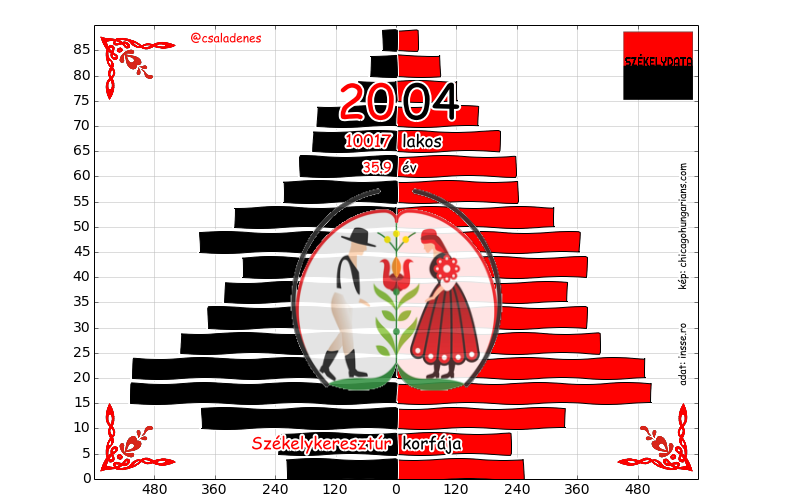 @csaladenes
SZÉKELYDATA
2004
10017 lakos
35.9 év
kép: chicagohungarians.com
adat: insse.ro
Székelykeresztúr korfája
85
80
75
70
65
60
55
50
45
40
35
30
25
20
15
10
5
0
480 360 240 120 0 120 240 360 480